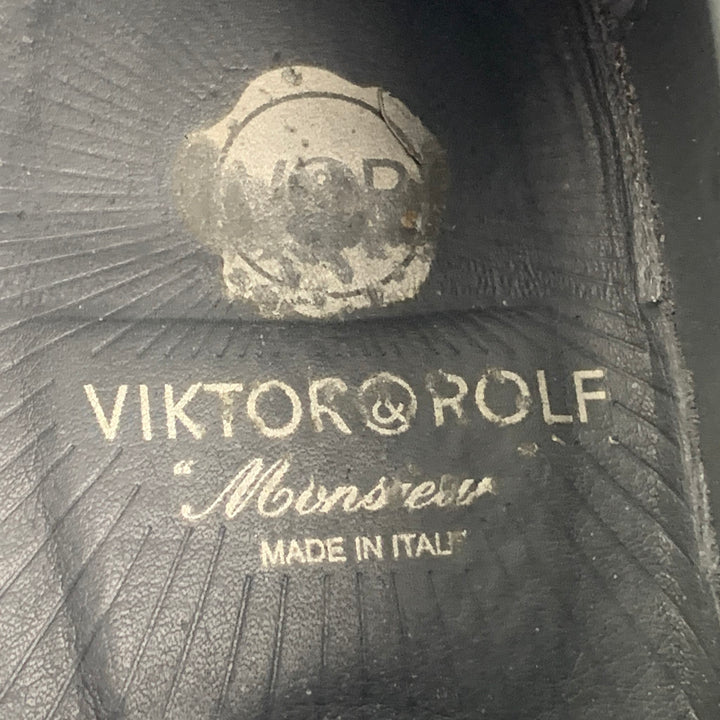 VIKTOR & ROLF
"Monsieur"
MADE IN ITALY